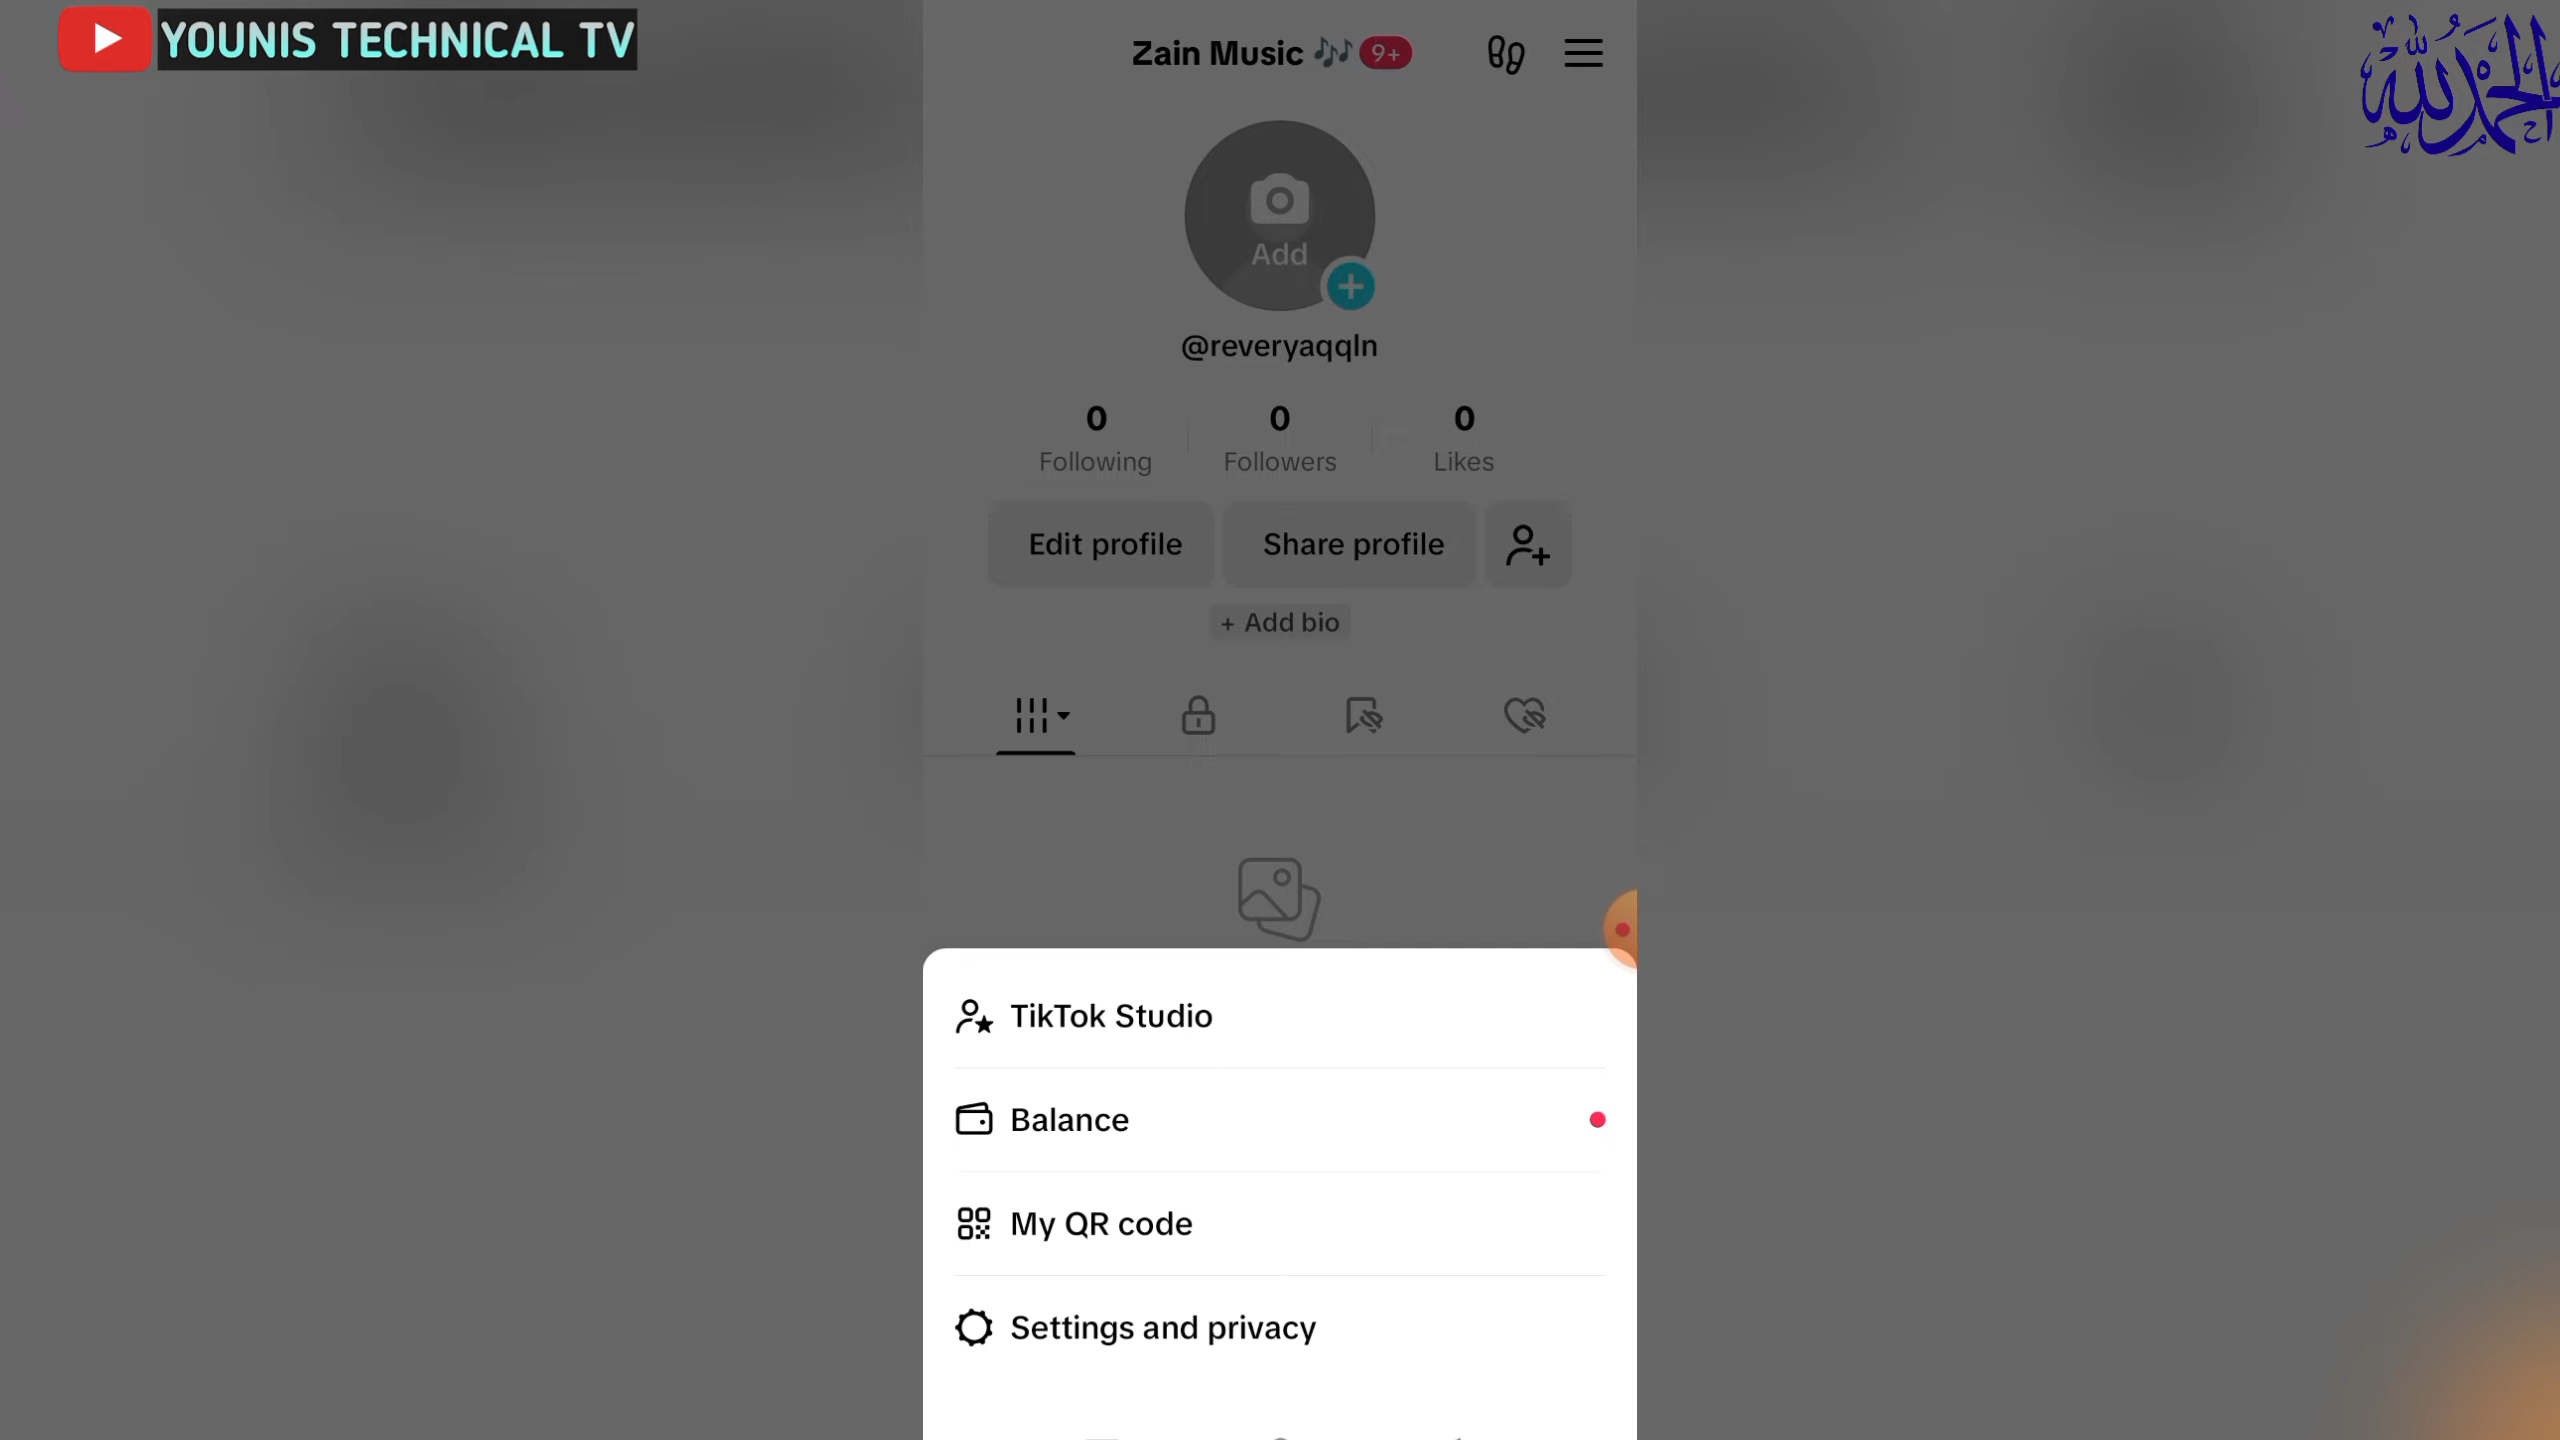 YOUNIS TECHNICAL TV
الحمد لله
Zain Music 🎶 9+
Add
@reveryaqqln
0 0 0
Following Followers Likes
Edit profile Share profile
+ Add bio
TikTok Studio
Balance
My QR code
Settings and privacy